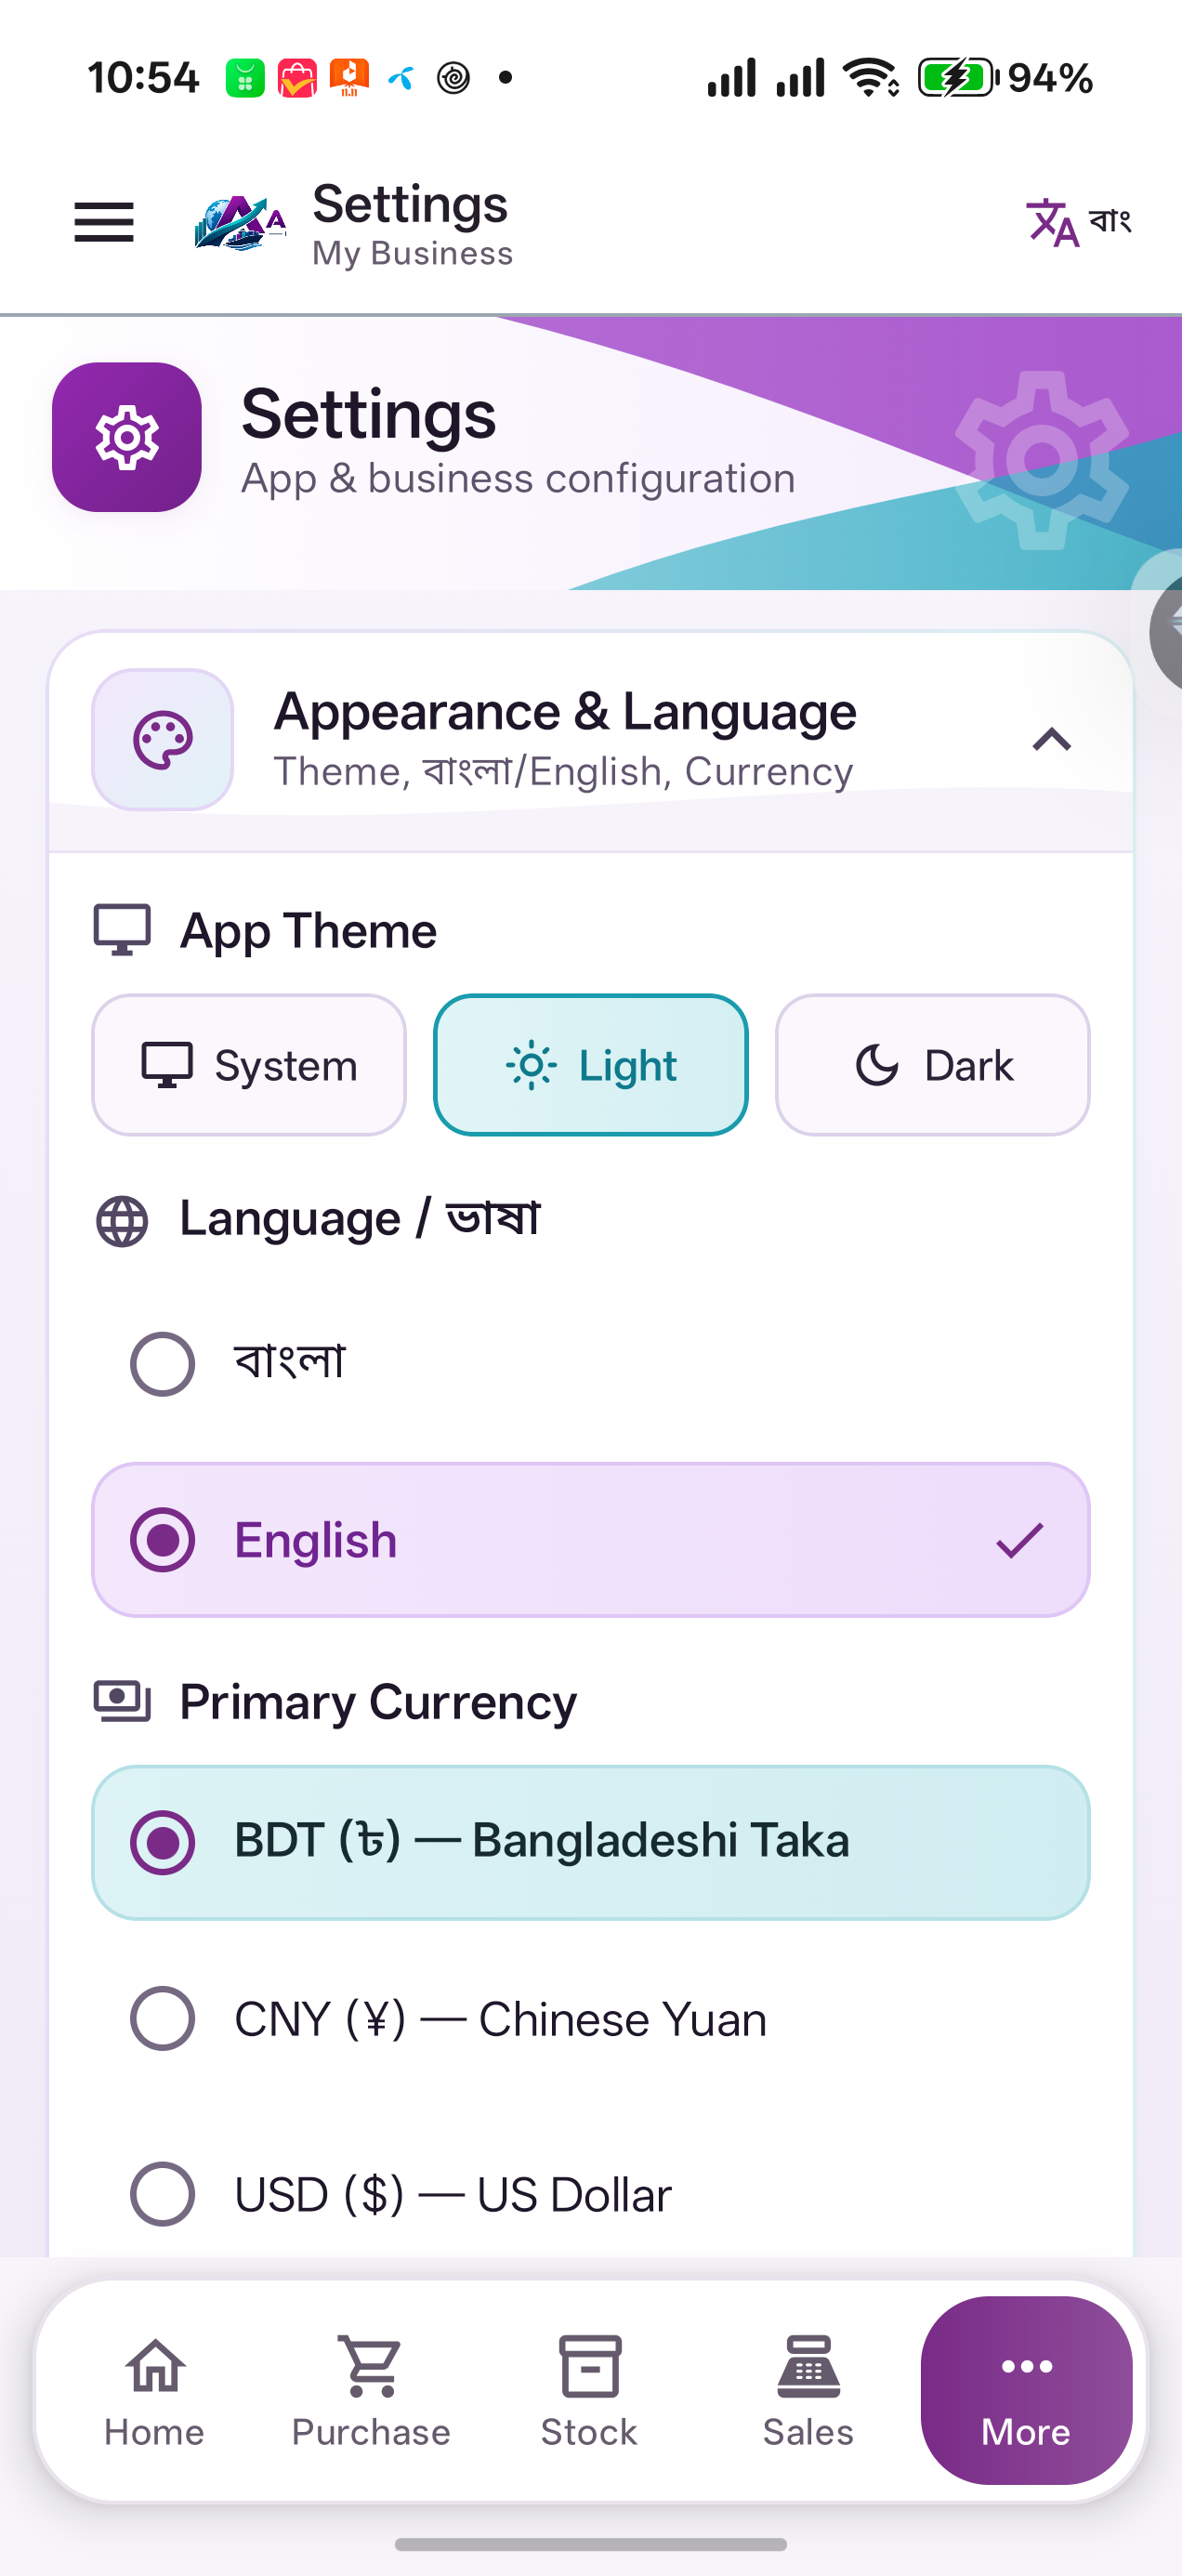 10:54
11.11
94%
Settings
My Business
বাং
Settings
App & business configuration
Appearance & Language
Theme, বাংলা/English, Currency
App Theme
System
Light
Dark
Language / ভাষা
বাংলা
English
Primary Currency
BDT (৳) — Bangladeshi Taka
CNY (¥) — Chinese Yuan
USD ($) — US Dollar
Home
Purchase
Stock
Sales
More